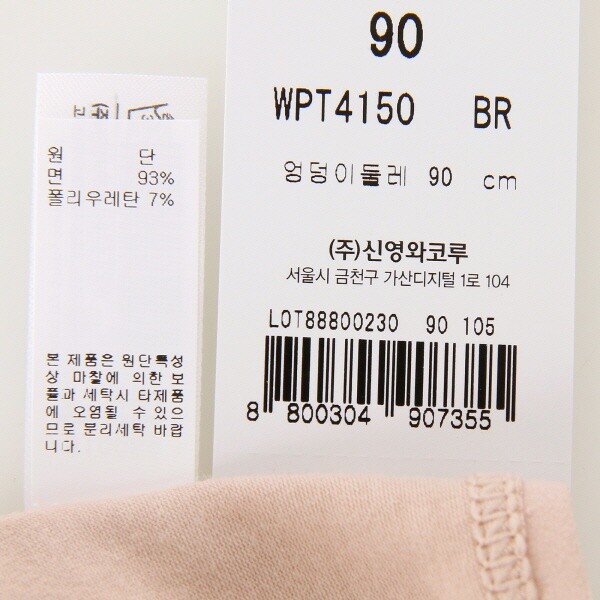 원 단
면 93%
폴리우레탄 7%
본 제품은 원단특성
상 마찰에 의한 보
풀과 세탁시 타제품
에 오염될 수 있으
므로 분리세탁 바랍
니다.
90
WPT4150 BR
엉덩이둘레 90 cm
(주)신영와코루
서울시 금천구 가산디지털 1로 104
LOT88800230 90 105
8 800304 907355